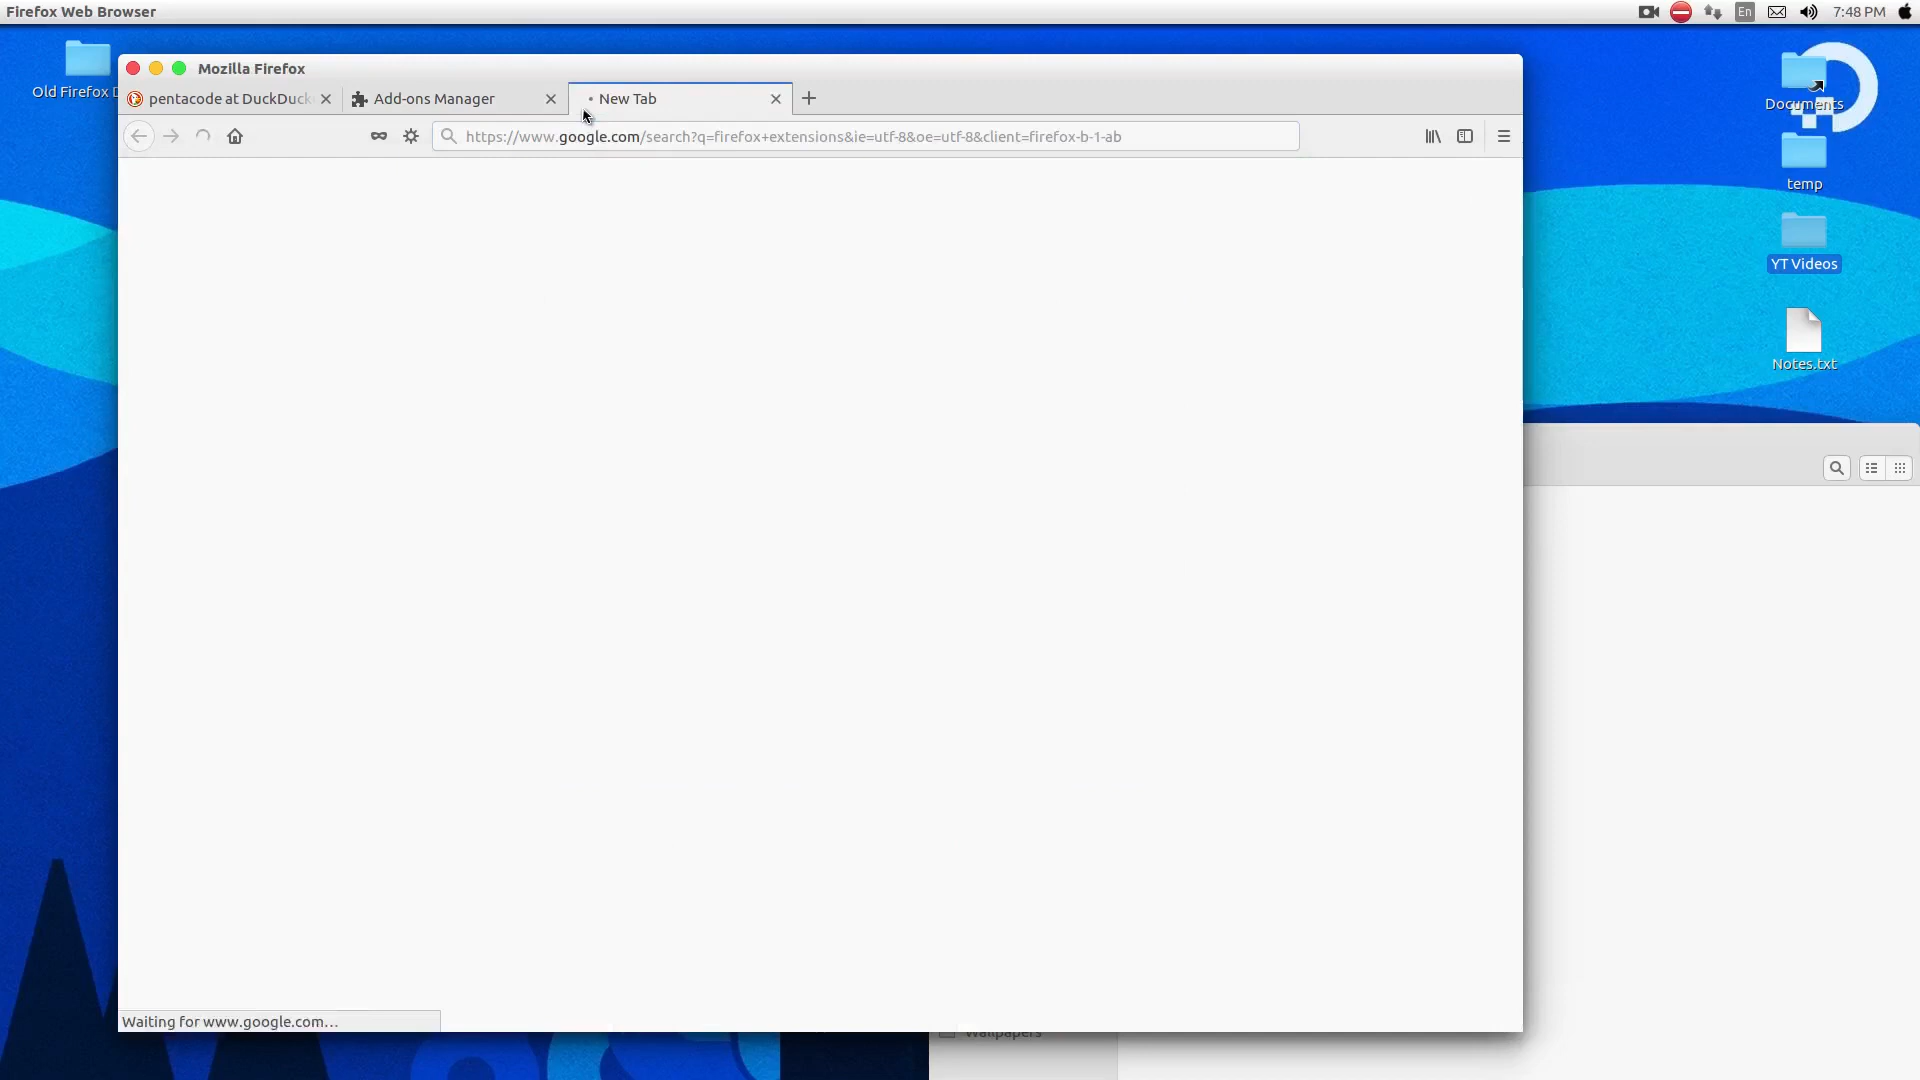 Firefox Web Browser
En
7:48 PM
Old Firefox D
Mozilla Firefox
pentacode at DuckDuck
Add-ons Manager
New Tab
https://www.google.com/search?q=firefox+extensions&ie=utf-8&oe=utf-8&client=firefox-b-1-ab
Documents
temp
YT Videos
Notes.txt
Waiting for www.google.com…
Wallpapers